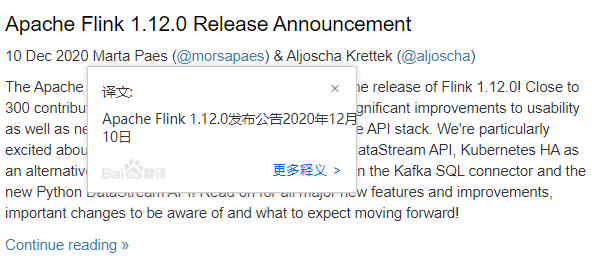 Apache Flink 1.12.0 Release Announcement
10 Dec 2020 Marta Paes (@morsapaes) & Aljoscha Krettek (@aljoscha)
The Apache
译文: ×
Apache Flink 1.12.0发布公告2020年12月
10日
Bai 翻译
更多释义 >
he release of Flink 1.12.0! Close to
300 contribut gnificant improvements to usability
as well as ne e API stack. We're particularly
excited abou ataStream API, Kubernetes HA as
an alternativ n the Kafka SQL connector and the
new Python DataStream API! Read on for all major new features and improvements,
important changes to be aware of and what to expect moving forward!
Continue reading »